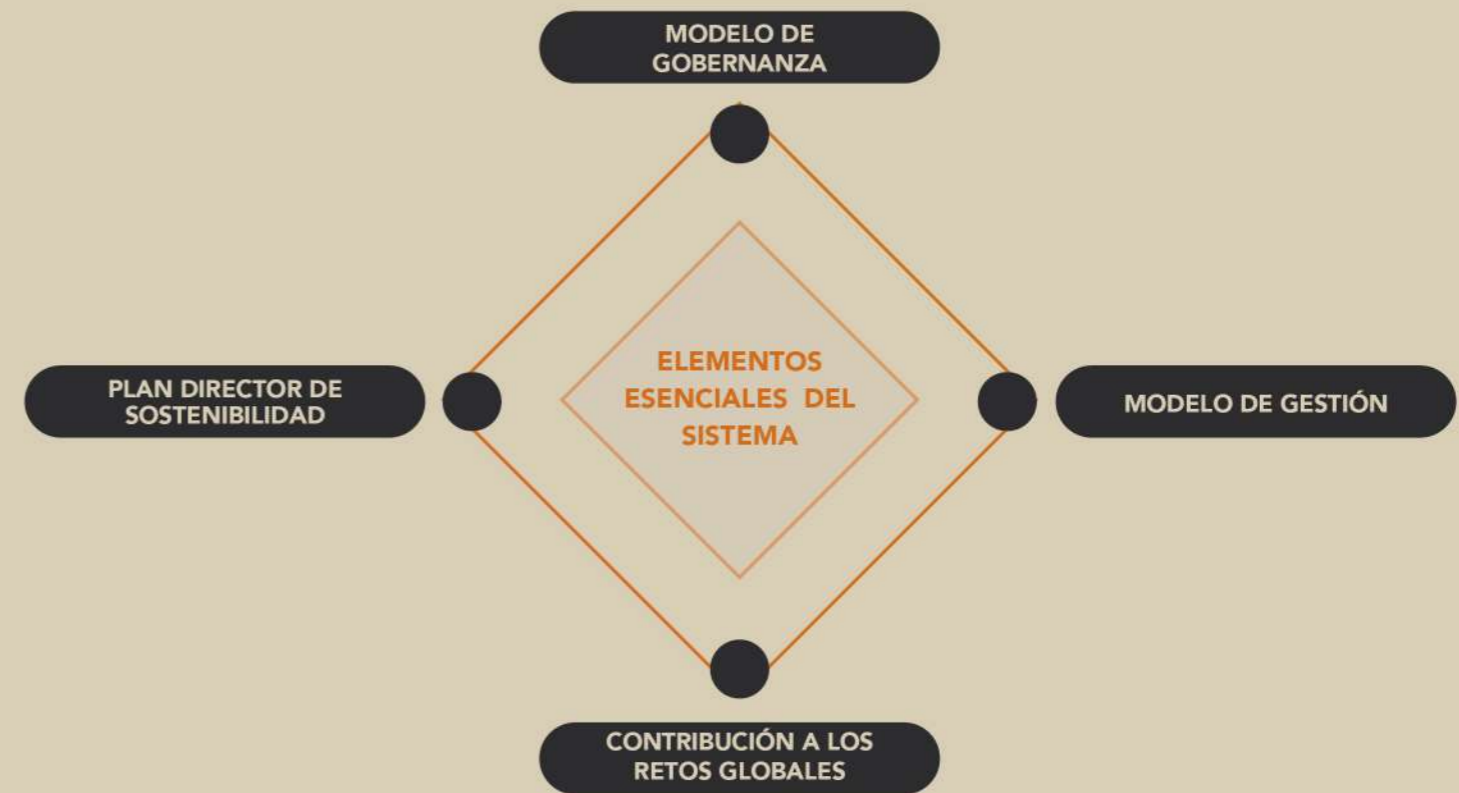 MODELO DE
GOBERNANZA
PLAN DIRECTOR DE
SOSTENIBILIDAD
ELEMENTOS
ESENCIALES DEL
SISTEMA
MODELO DE GESTIÓN
CONTRIBUCIÓN A LOS
RETOS GLOBALES